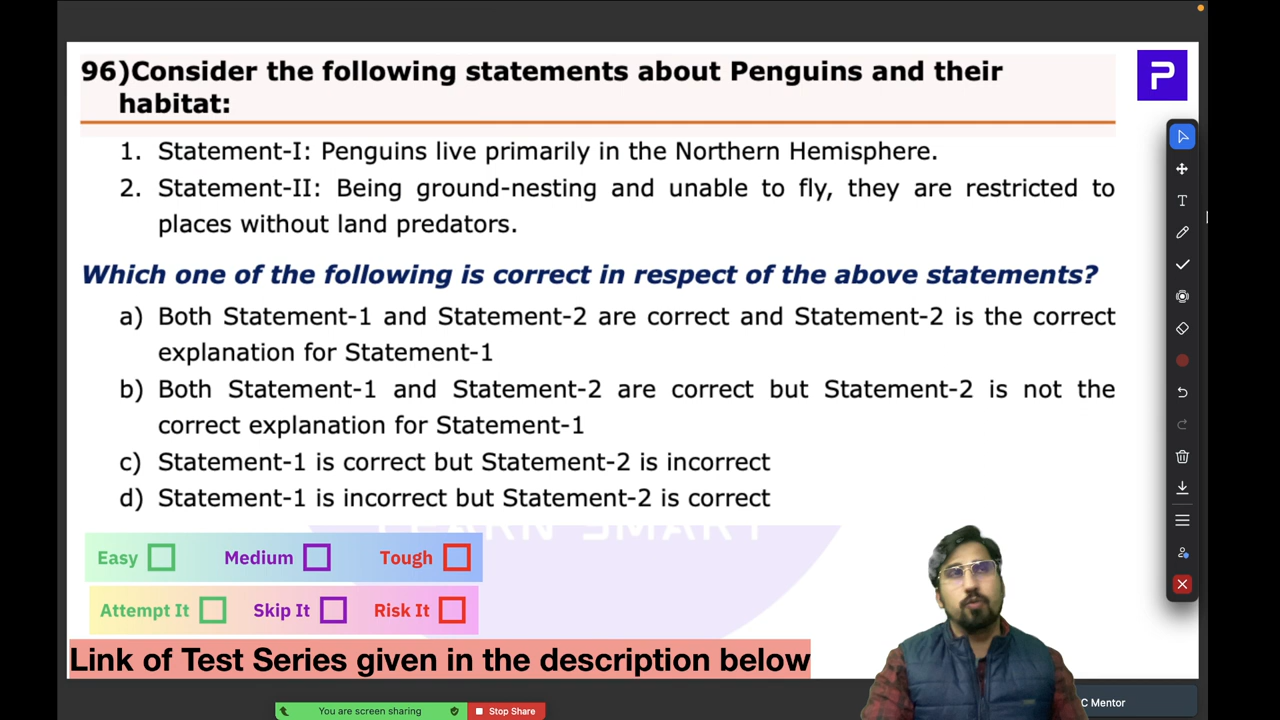 96)Consider the following statements about Penguins and their
habitat:
1. Statement-I: Penguins live primarily in the Northern Hemisphere.
2. Statement-II: Being ground-nesting and unable to fly, they are restricted to
places without land predators.
Which one of the following is correct in respect of the above statements?
a) Both Statement-1 and Statement-2 are correct and Statement-2 is the correct
explanation for Statement-1
b) Both Statement-1 and Statement-2 are correct but Statement-2 is not the
correct explanation for Statement-1
c) Statement-1 is correct but Statement-2 is incorrect
d) Statement-1 is incorrect but Statement-2 is correct
LEARN SMART
Easy Medium Tough
Attempt It Skip It Risk It
Link of Test Series given in the description below
C Mentor
You are screen sharing Stop Share